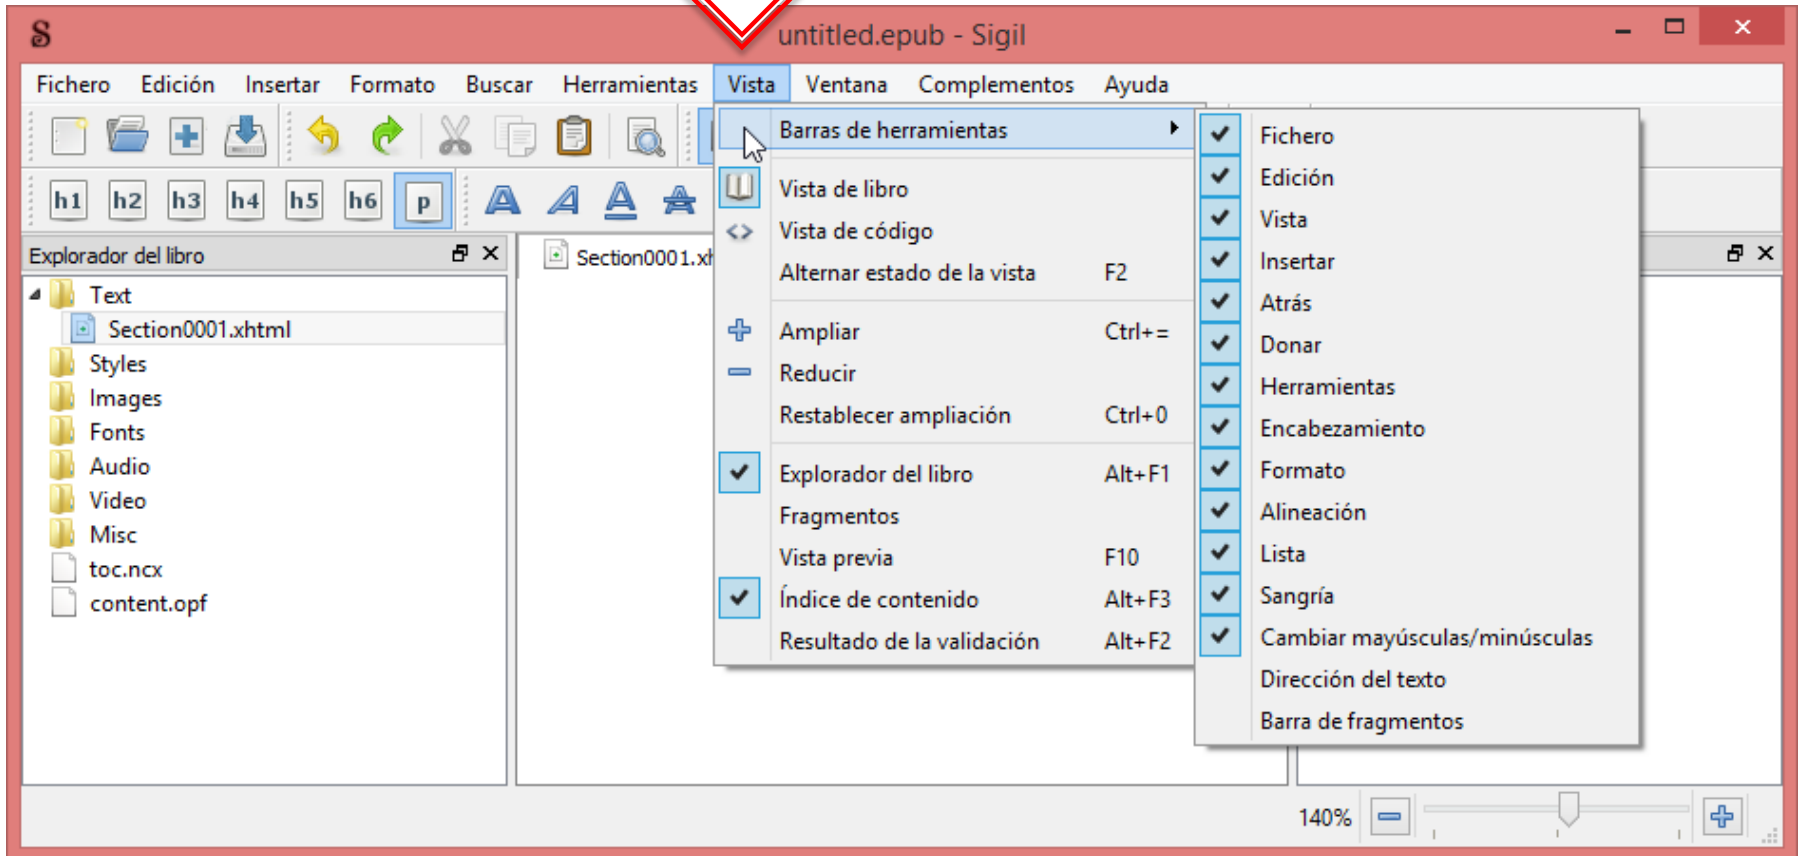 untitled.epub - Sigil
Fichero Edición Insertar Formato Buscar Herramientas Vista Ventana Complementos Ayuda
h1 h2 h3 h4 h5 h6 p A A A A
Explorador del libro
Text
Section0001.xhtml
Styles
Images
Fonts
Audio
Video
Misc
toc.ncx
content.opf
Section0001.xh
Barras de herramientas
Vista de libro
Vista de código
Alternar estado de la vista F2
Ampliar Ctrl+=
Reducir
Restablecer ampliación Ctrl+0
Explorador del libro Alt+F1
Fragmentos
Vista previa F10
Índice de contenido Alt+F3
Resultado de la validación Alt+F2
Fichero
Edición
Vista
Insertar
Atrás
Donar
Herramientas
Encabezamiento
Formato
Alineación
Lista
Sangría
Cambiar mayúsculas/minúsculas
Dirección del texto
Barra de fragmentos
140%